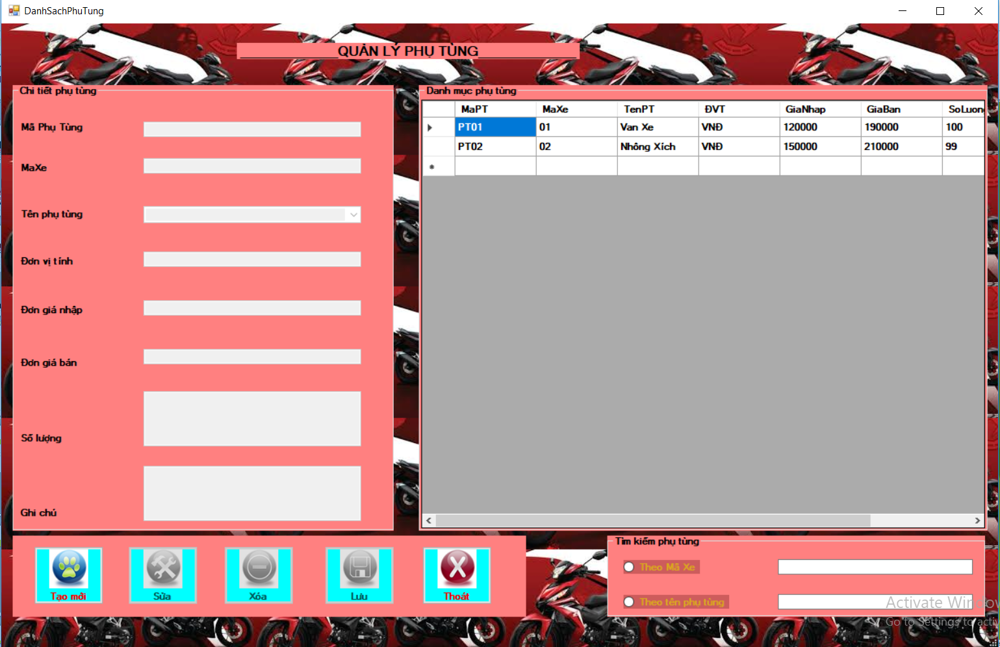 DanhSachPhuTung
QUẢN LÝ PHỤ TÙNG
Chi tiết phụ tùng
Mã Phụ Tùng
MaXe
Tên phụ tùng
Đơn vị tính
Đơn giá nhập
Đơn giá bán
Số lượng
Ghi chú
Danh mục phụ tùng
MaPT MaXe TenPT ĐVT GiaNhap GiaBan SoLuon
PT01 01 Van Xe VNĐ 120000 190000 100
PT02 02 Nhông Xích VNĐ 150000 210000 99
Tạo mới Sửa Xóa Lưu Thoát
Tìm kiếm phụ tùng
Theo Mã Xe
Theo tên phụ tùng
Activate Window
Go to Settings to activ